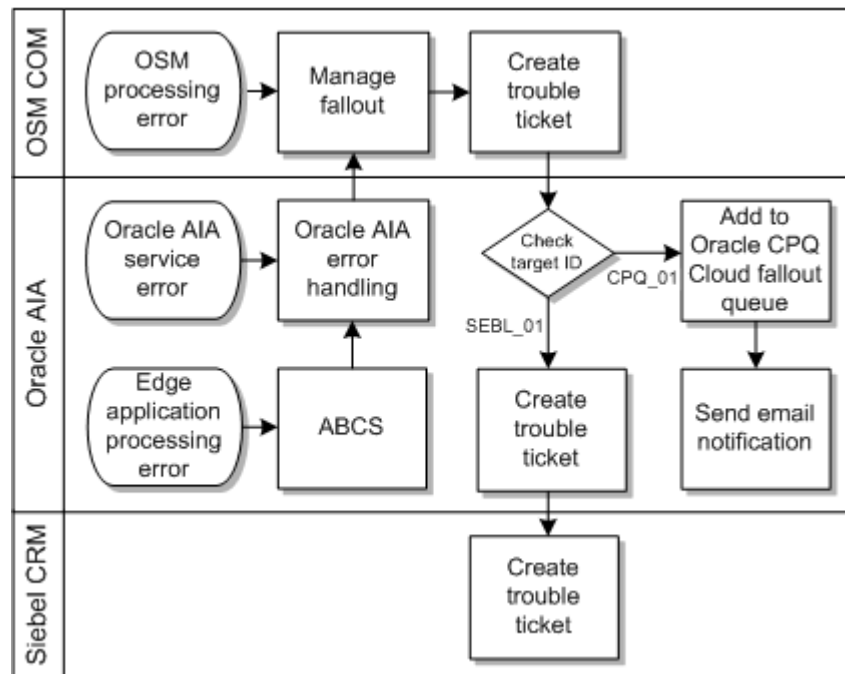 OSM COM
OSM
processing
error
Manage
fallout
Create
trouble
ticket
Oracle AIA
Oracle AIA
service
error
Oracle AIA
error
handling
Check
target ID
CPQ_01
SEBL_01
Add to
Oracle CPQ
Cloud fallout
queue
Edge
application
processing
error
ABCS
Create
trouble
ticket
Send email
notification
Siebel CRM
Create
trouble
ticket